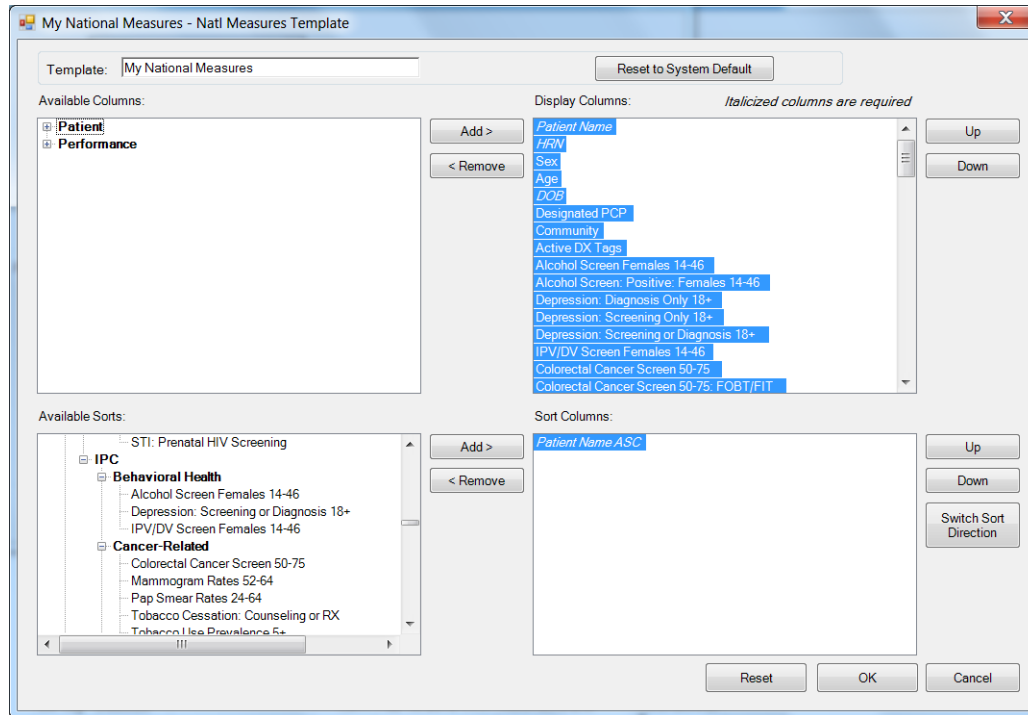 My National Measures - Natl Measures Template
Template: My National Measures
Reset to System Default
Available Columns:
Patient
Performance
Add >
< Remove
Display Columns:
Italicized columns are required
Patient Name
HRN
Sex
Age
DOB
Designated PCP
Community
Active DX Tags
Alcohol Screen Females 14-46
Alcohol Screen: Positive: Females 14-46
Depression: Diagnosis Only 18+
Depression: Screening Only 18+
Depression: Screening or Diagnosis 18+
IPV/DV Screen Females 14-46
Colorectal Cancer Screen 50-75
Colorectal Cancer Screen 50-75: FOBT/FIT
Up
Down
Available Sorts:
STI: Prenatal HIV Screening
IPC
Behavioral Health
Alcohol Screen Females 14-46
Depression: Screening or Diagnosis 18+
IPV/DV Screen Females 14-46
Cancer-Related
Colorectal Cancer Screen 50-75
Mammogram Rates 52-64
Pap Smear Rates 24-64
Tobacco Cessation: Counseling or RX
Tobacco Use Prevalence 5+
Add >
< Remove
Sort Columns:
Patient Name ASC
Up
Down
Switch Sort
Direction
Reset
OK
Cancel